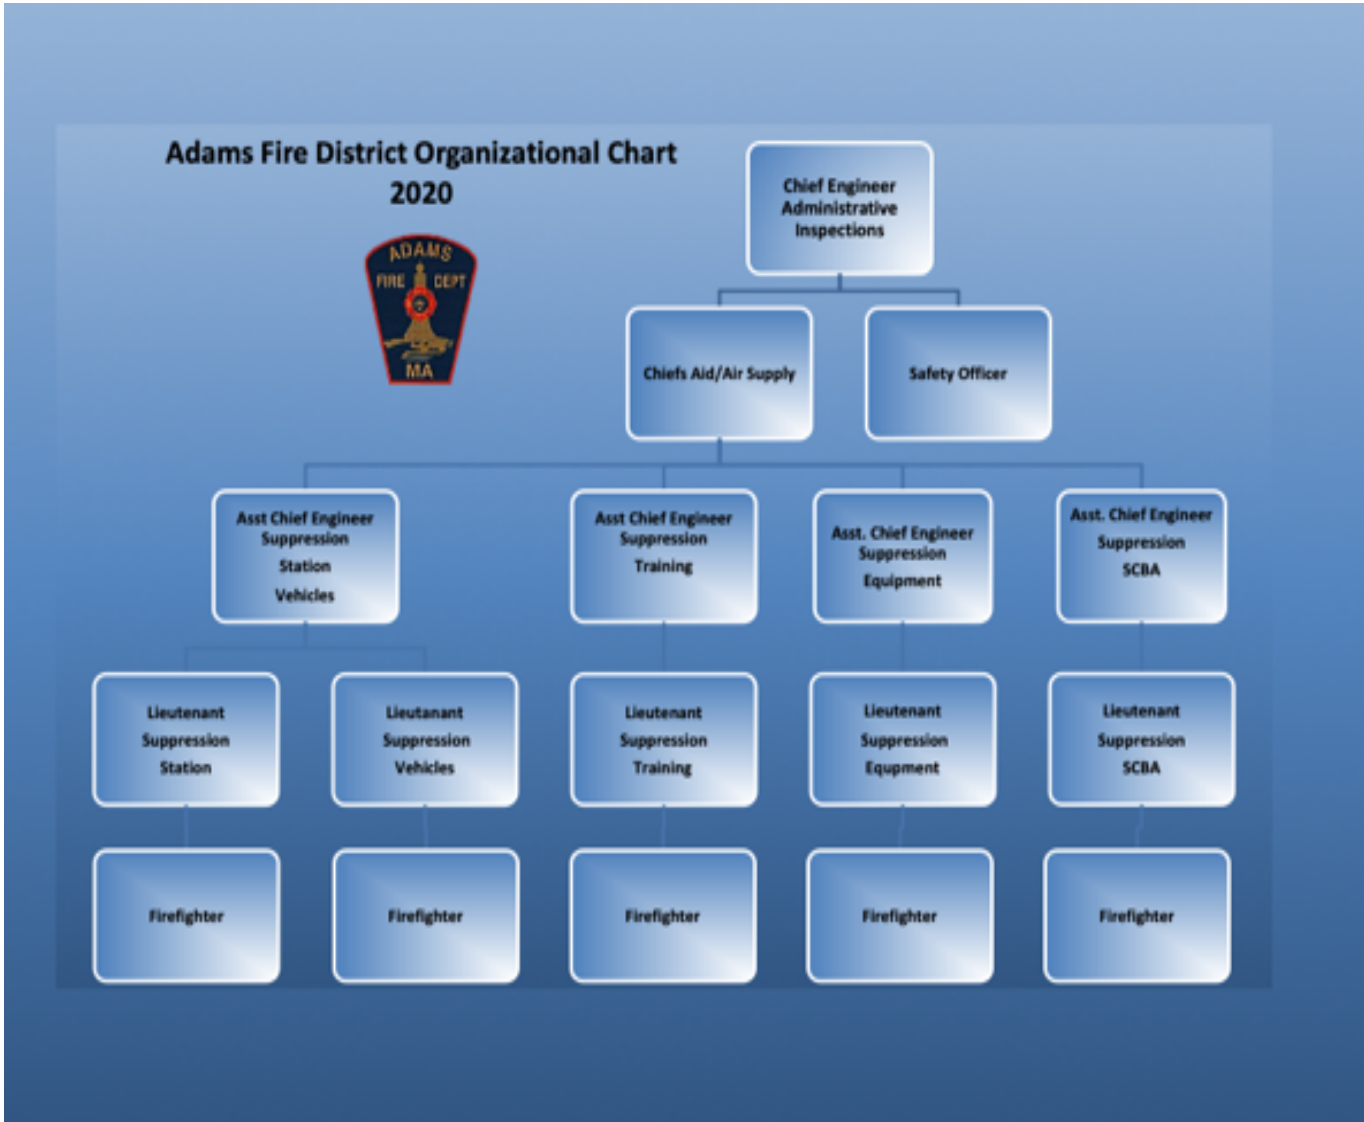 Adams Fire District Organizational Chart
2020
ADAMS
FIRE DEPT
MA
Chief Engineer
Administrative
Inspections
Chiefs Aid/Air Supply
Safety Officer
Asst Chief Engineer
Suppression
Station
Vehicles
Asst Chief Engineer
Suppression
Training
Asst. Chief Engineer
Suppression
Equipment
Asst. Chief Engineer
Suppression
SCBA
Lieutenant
Suppression
Station
Lieutanant
Suppression
Vehicles
Lieutenant
Suppression
Training
Lieutenant
Suppression
Equpment
Lieutenant
Suppression
SCBA
Firefighter
Firefighter
Firefighter
Firefighter
Firefighter